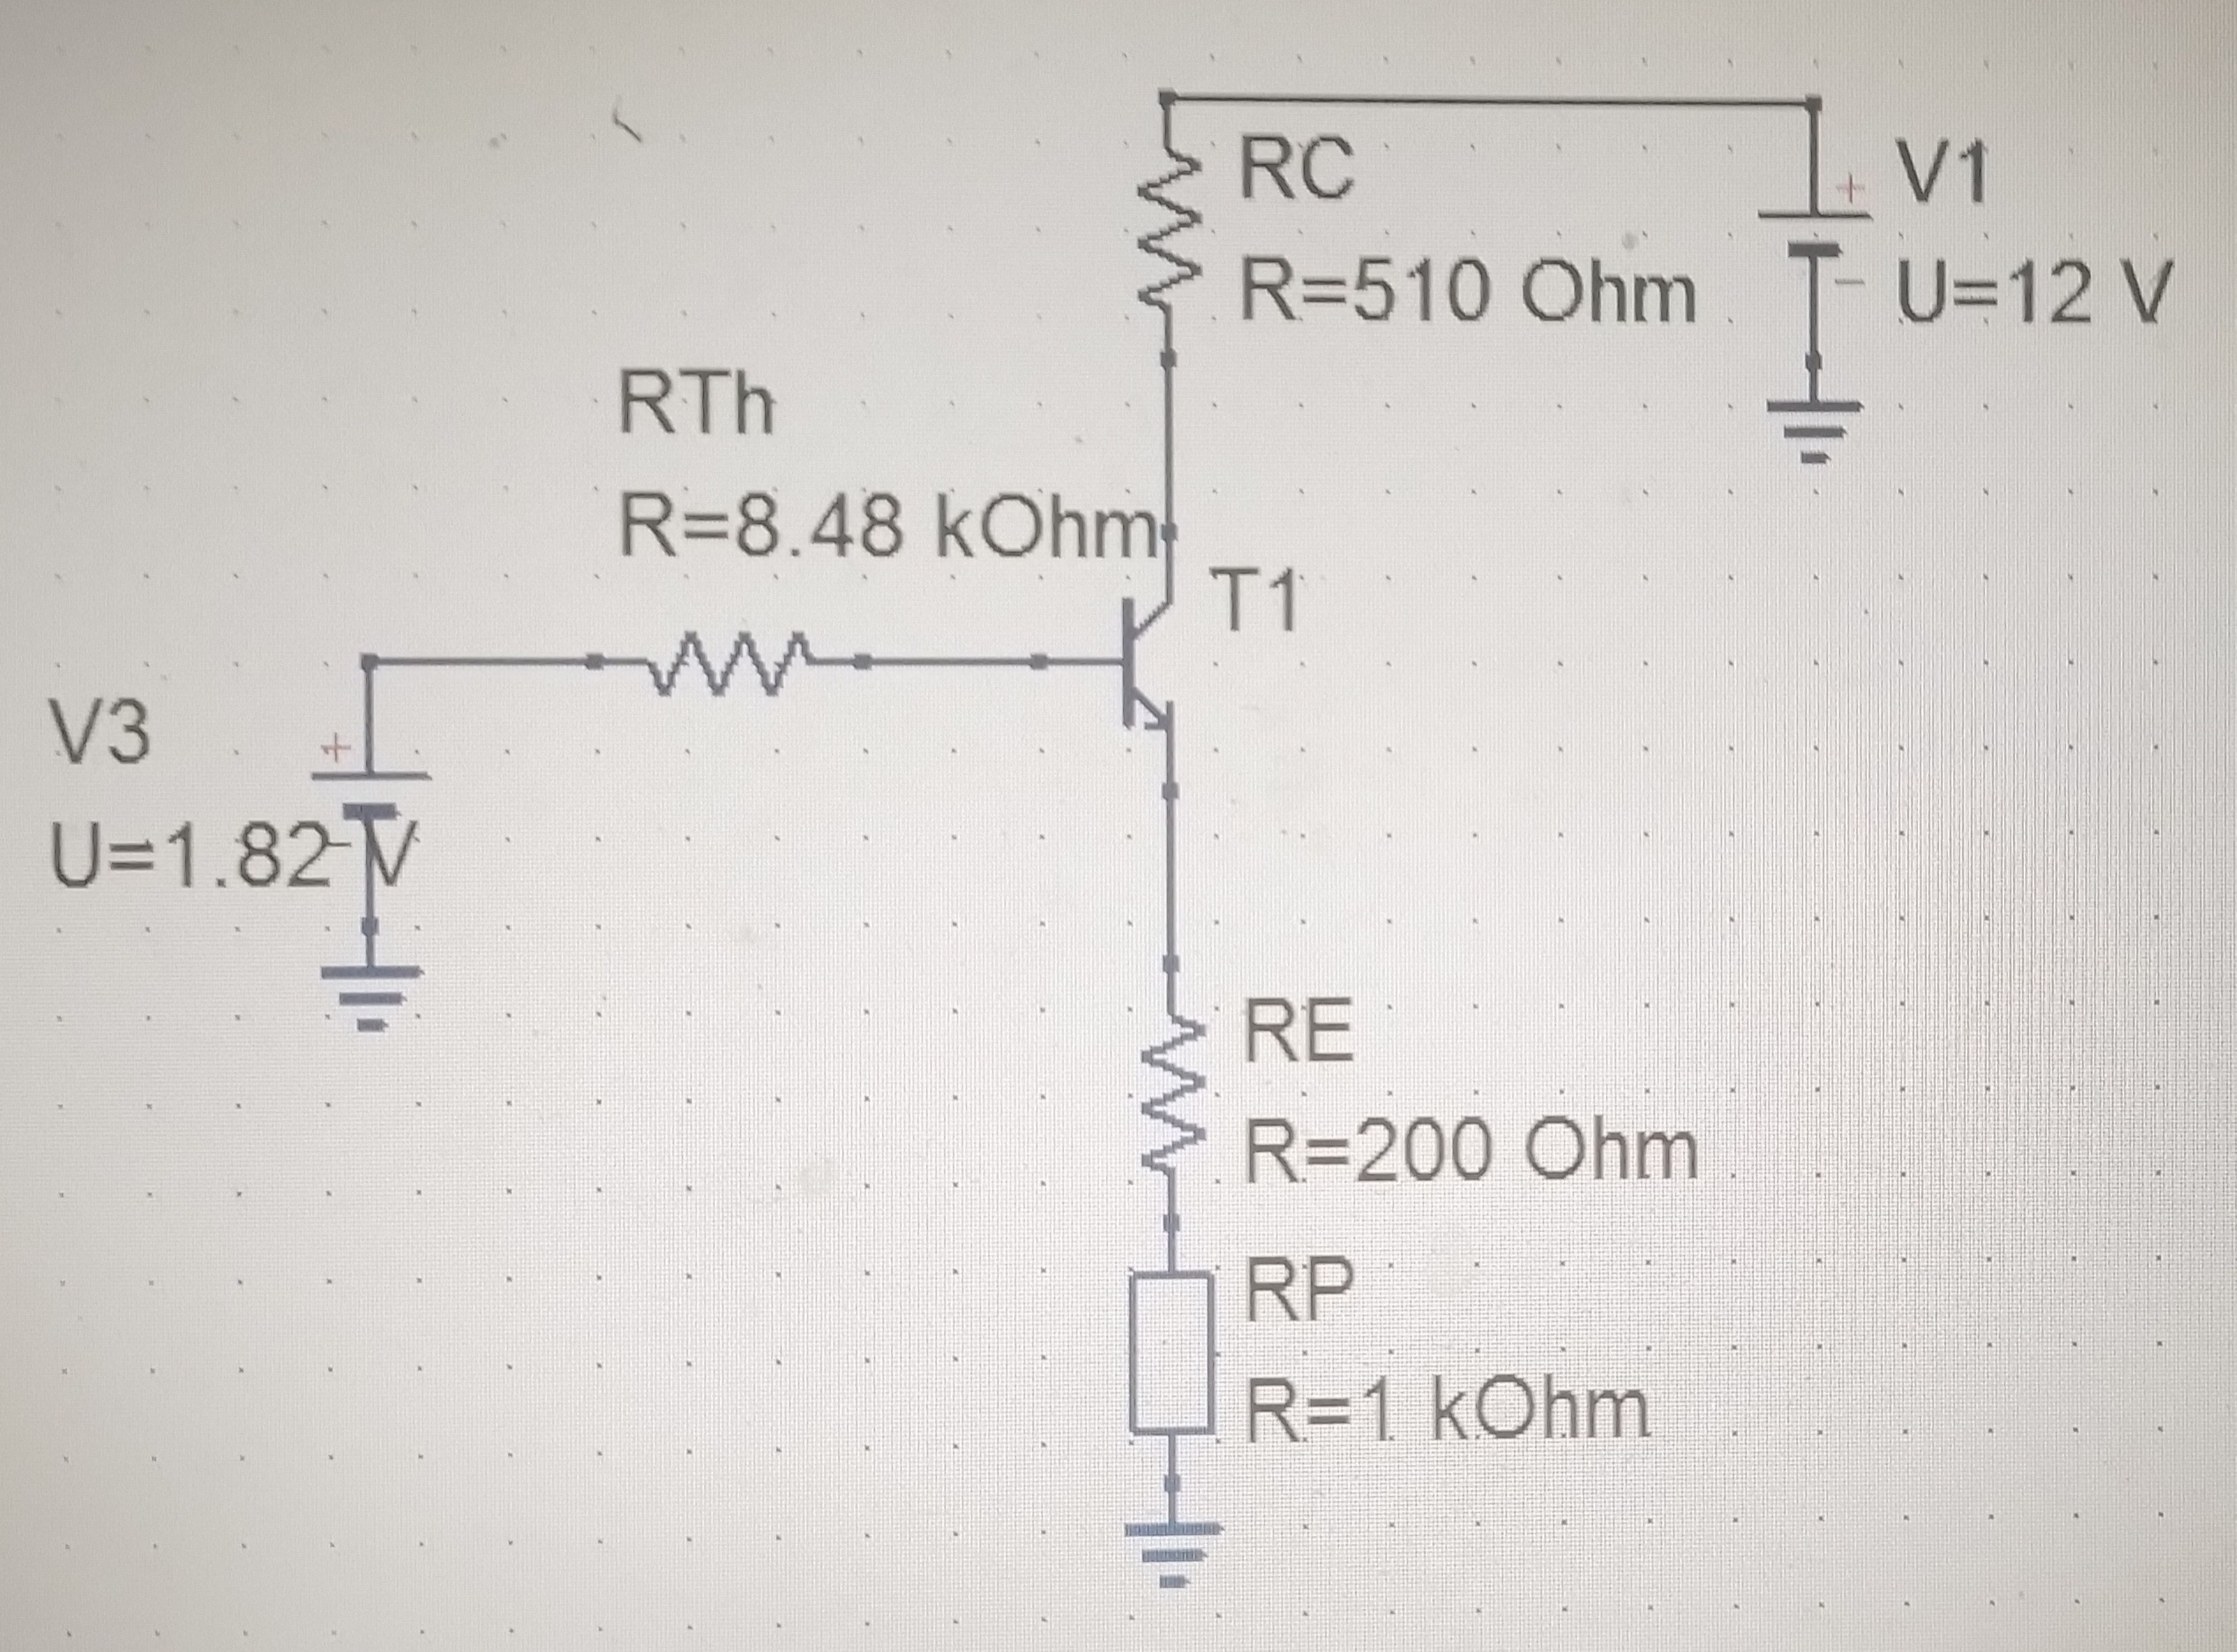 RC
R=510 Ohm
V1
U=12 V
RTh
R=8.48 kOhm
T1
V3
U=1.82 V
RE
R=200 Ohm
RP
R=1 kOhm